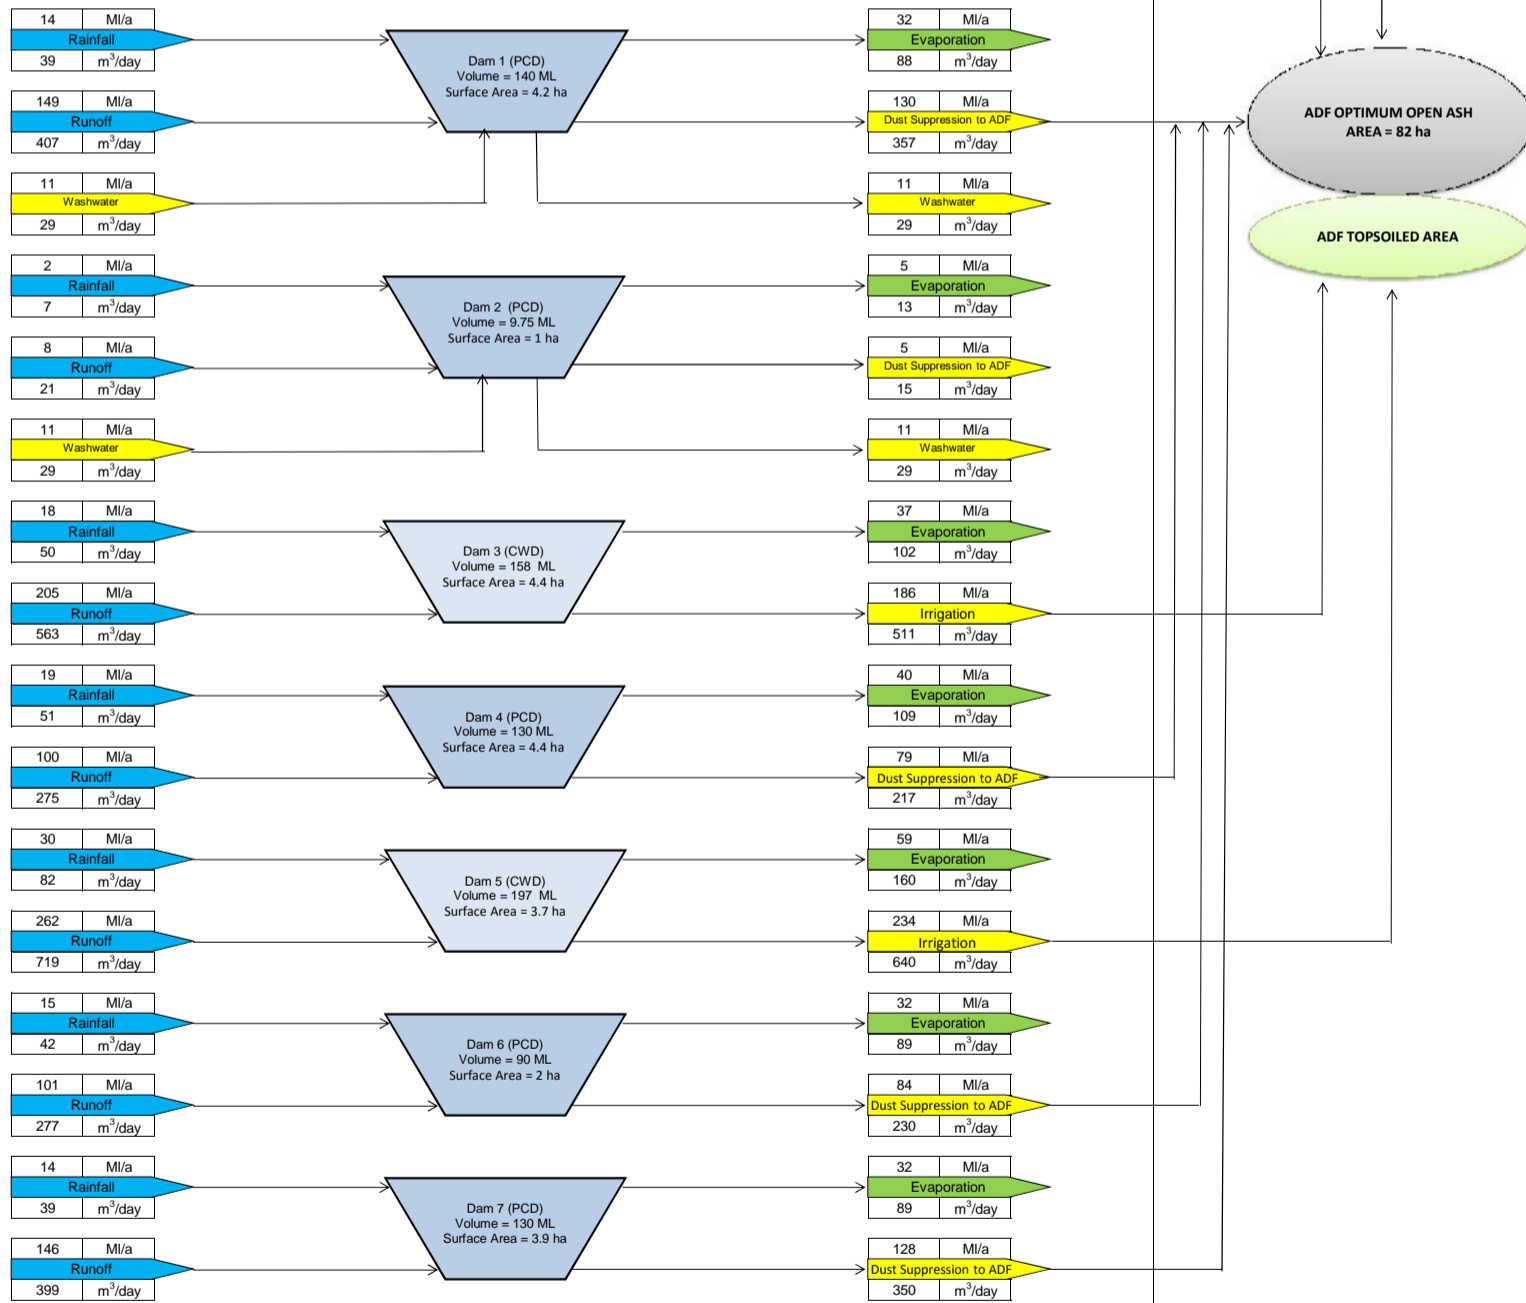 14 Ml/a
Rainfall
39 m³/day
149 Ml/a
Runoff
407 m³/day
11 Ml/a
Washwater
29 m³/day
Dam 1 (PCD)
Volume = 140 ML
Surface Area = 4.2 ha
32 Ml/a
Evaporation
88 m³/day
130 Ml/a
Dust Suppression to ADF
357 m³/day
11 Ml/a
Washwater
29 m³/day
ADF OPTIMUM OPEN ASH
AREA = 82 ha
ADF TOPSOILED AREA
2 Ml/a
Rainfall
7 m³/day
8 Ml/a
Runoff
21 m³/day
11 Ml/a
Washwater
29 m³/day
Dam 2 (PCD)
Volume = 9.75 ML
Surface Area = 1 ha
5 Ml/a
Evaporation
13 m³/day
5 Ml/a
Dust Suppression to ADF
15 m³/day
11 Ml/a
Washwater
29 m³/day
18 Ml/a
Rainfall
50 m³/day
205 Ml/a
Runoff
563 m³/day
Dam 3 (CWD)
Volume = 158 ML
Surface Area = 4.4 ha
37 Ml/a
Evaporation
102 m³/day
186 Ml/a
Irrigation
511 m³/day
19 Ml/a
Rainfall
51 m³/day
100 Ml/a
Runoff
275 m³/day
Dam 4 (PCD)
Volume = 130 ML
Surface Area = 4.4 ha
40 Ml/a
Evaporation
109 m³/day
79 Ml/a
Dust Suppression to ADF
217 m³/day
30 Ml/a
Rainfall
82 m³/day
262 Ml/a
Runoff
719 m³/day
Dam 5 (CWD)
Volume = 197 ML
Surface Area = 3.7 ha
59 Ml/a
Evaporation
160 m³/day
234 Ml/a
Irrigation
640 m³/day
15 Ml/a
Rainfall
42 m³/day
101 Ml/a
Runoff
277 m³/day
Dam 6 (PCD)
Volume = 90 ML
Surface Area = 2 ha
32 Ml/a
Evaporation
89 m³/day
84 Ml/a
Dust Suppression to ADF
230 m³/day
14 Ml/a
Rainfall
39 m³/day
146 Ml/a
Runoff
399 m³/day
Dam 7 (PCD)
Volume = 130 ML
Surface Area = 3.9 ha
32 Ml/a
Evaporation
89 m³/day
128 Ml/a
Dust Suppression to ADF
350 m³/day